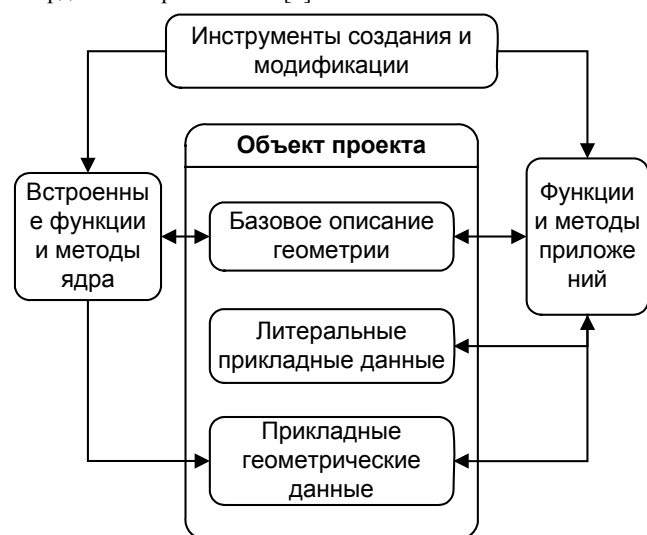 Инструменты создания и
модификации
Объект проекта
Встроенны
е функции
и методы
ядра
Базовое описание
геометрии
Функции
и методы
приложе
ний
Литеральные
прикладные данные
Прикладные
геометрические
данные